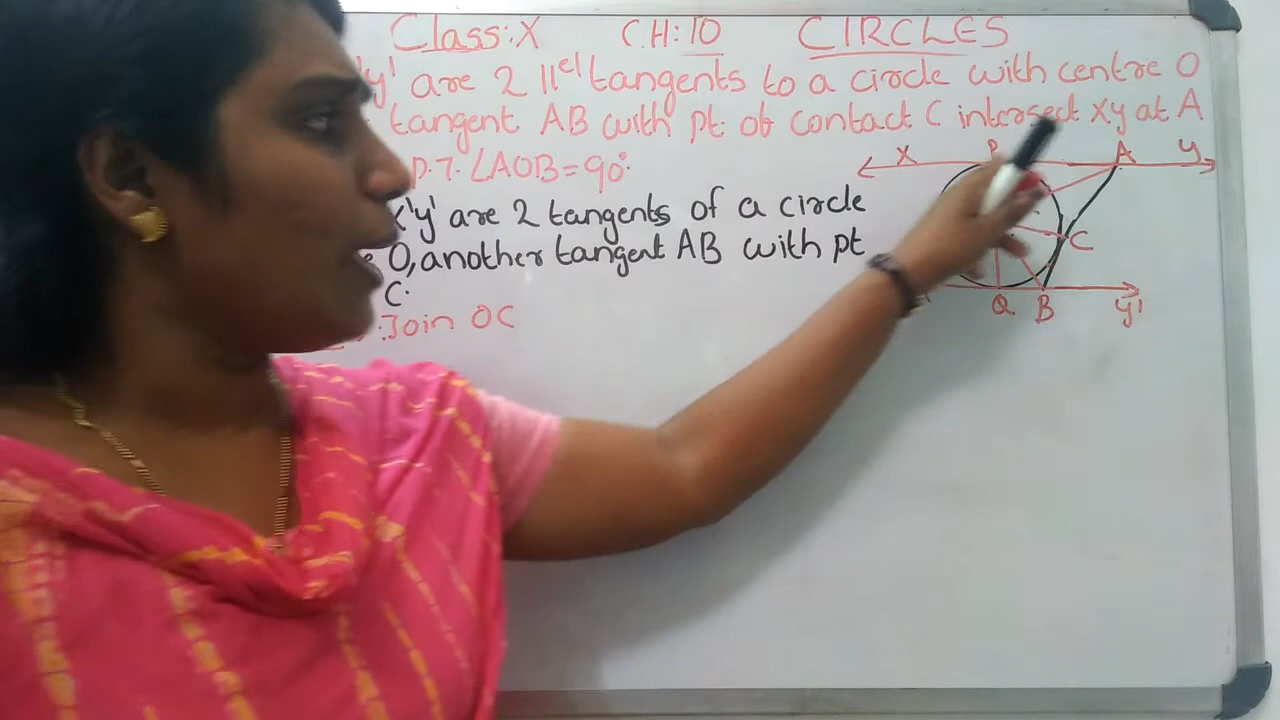 Class:X C.H:10 CIRCLES
'y' are 2 11el tangents to a circle with centre O
tangent AB with pt of contact C intersect xy at A
P.T. ∠AOB=90°
x'y' are 2 tangents of a circle
O, another tangent AB with pt
C.
:Join OC
X P A y
C
Q B y'